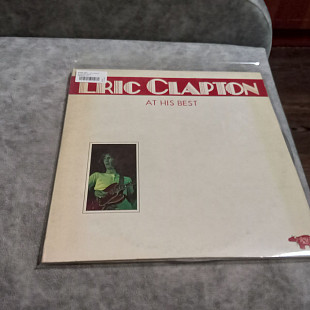 ERIC CLAPTON
AT HIS BEST